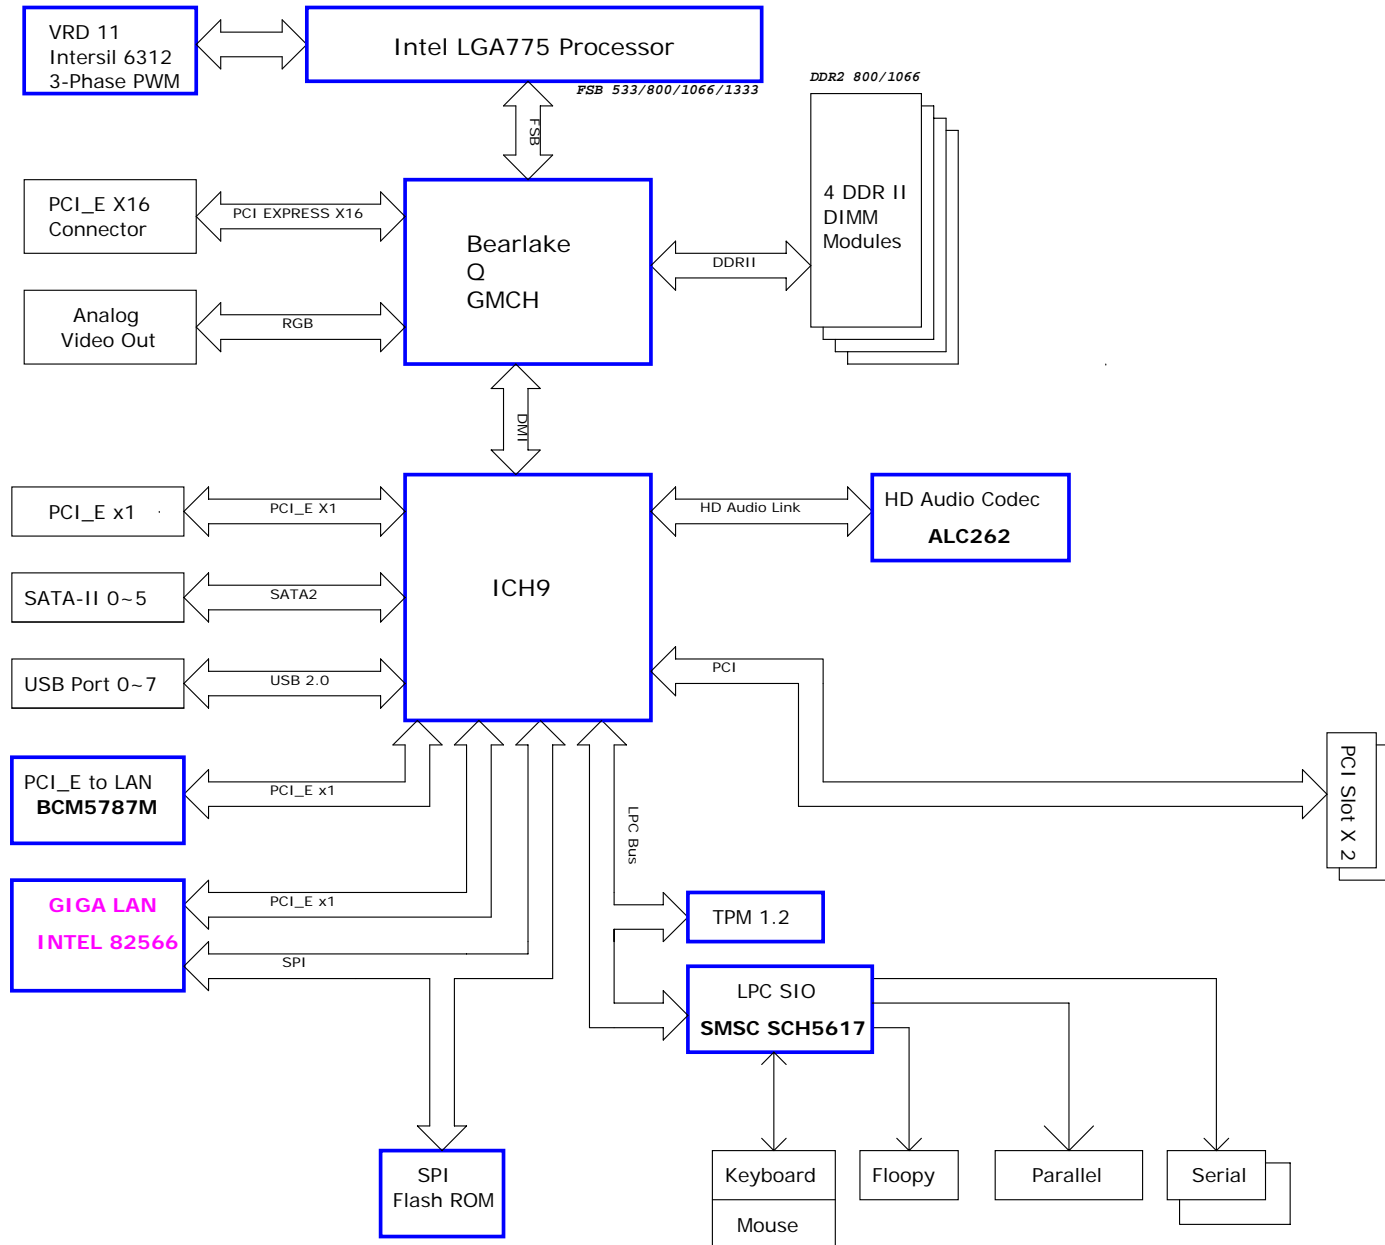 VRD 11
Intersil 6312
3-Phase PWM
Intel LGA775 Processor
FSB 533/800/1066/1333
DDR2 800/1066
FSB
PCI_E X16
Connector
PCI EXPRESS X16
Bearlake
Q
GMCH
DDRII
4 DDR II
DIMM
Modules
Analog
Video Out
RGB
DMI
PCI_E x1
PCI_E X1
HD Audio Link
HD Audio Codec
ALC262
SATA-II 0~5
SATA2
ICH9
USB Port 0~7
USB 2.0
PCI
PCI_E to LAN
BCM5787M
PCI_E x1
LPC Bus
PCI Slot X 2
GIGA LAN
INTEL 82566
PCI_E x1
SPI
TPM 1.2
LPC SIO
SMSC SCH5617
SPI
Flash ROM
Keyboard
Mouse
Floopy
Parallel
Serial